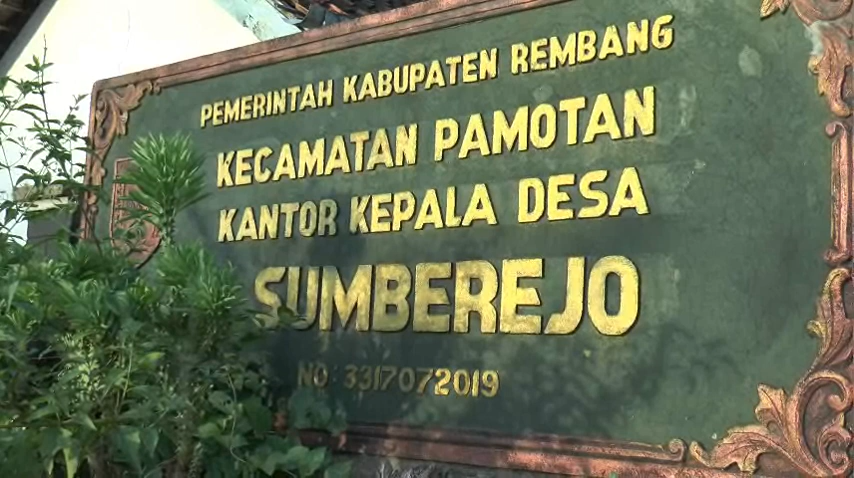 PEMERINTAH KABUPATEN REMBANG
KECAMATAN PAMOTAN
KANTOR KEPALA DESA
SUMBEREJO
NO : 3317072019